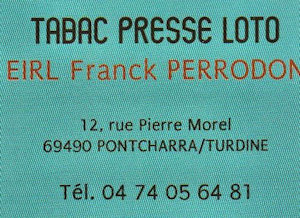 TABAC PRESSE LOTO
EIRL Franck PERRODON
12, rue Pierre Morel
69490 PONTCHARRA/TURDINE
Tél. 04 74 05 64 81